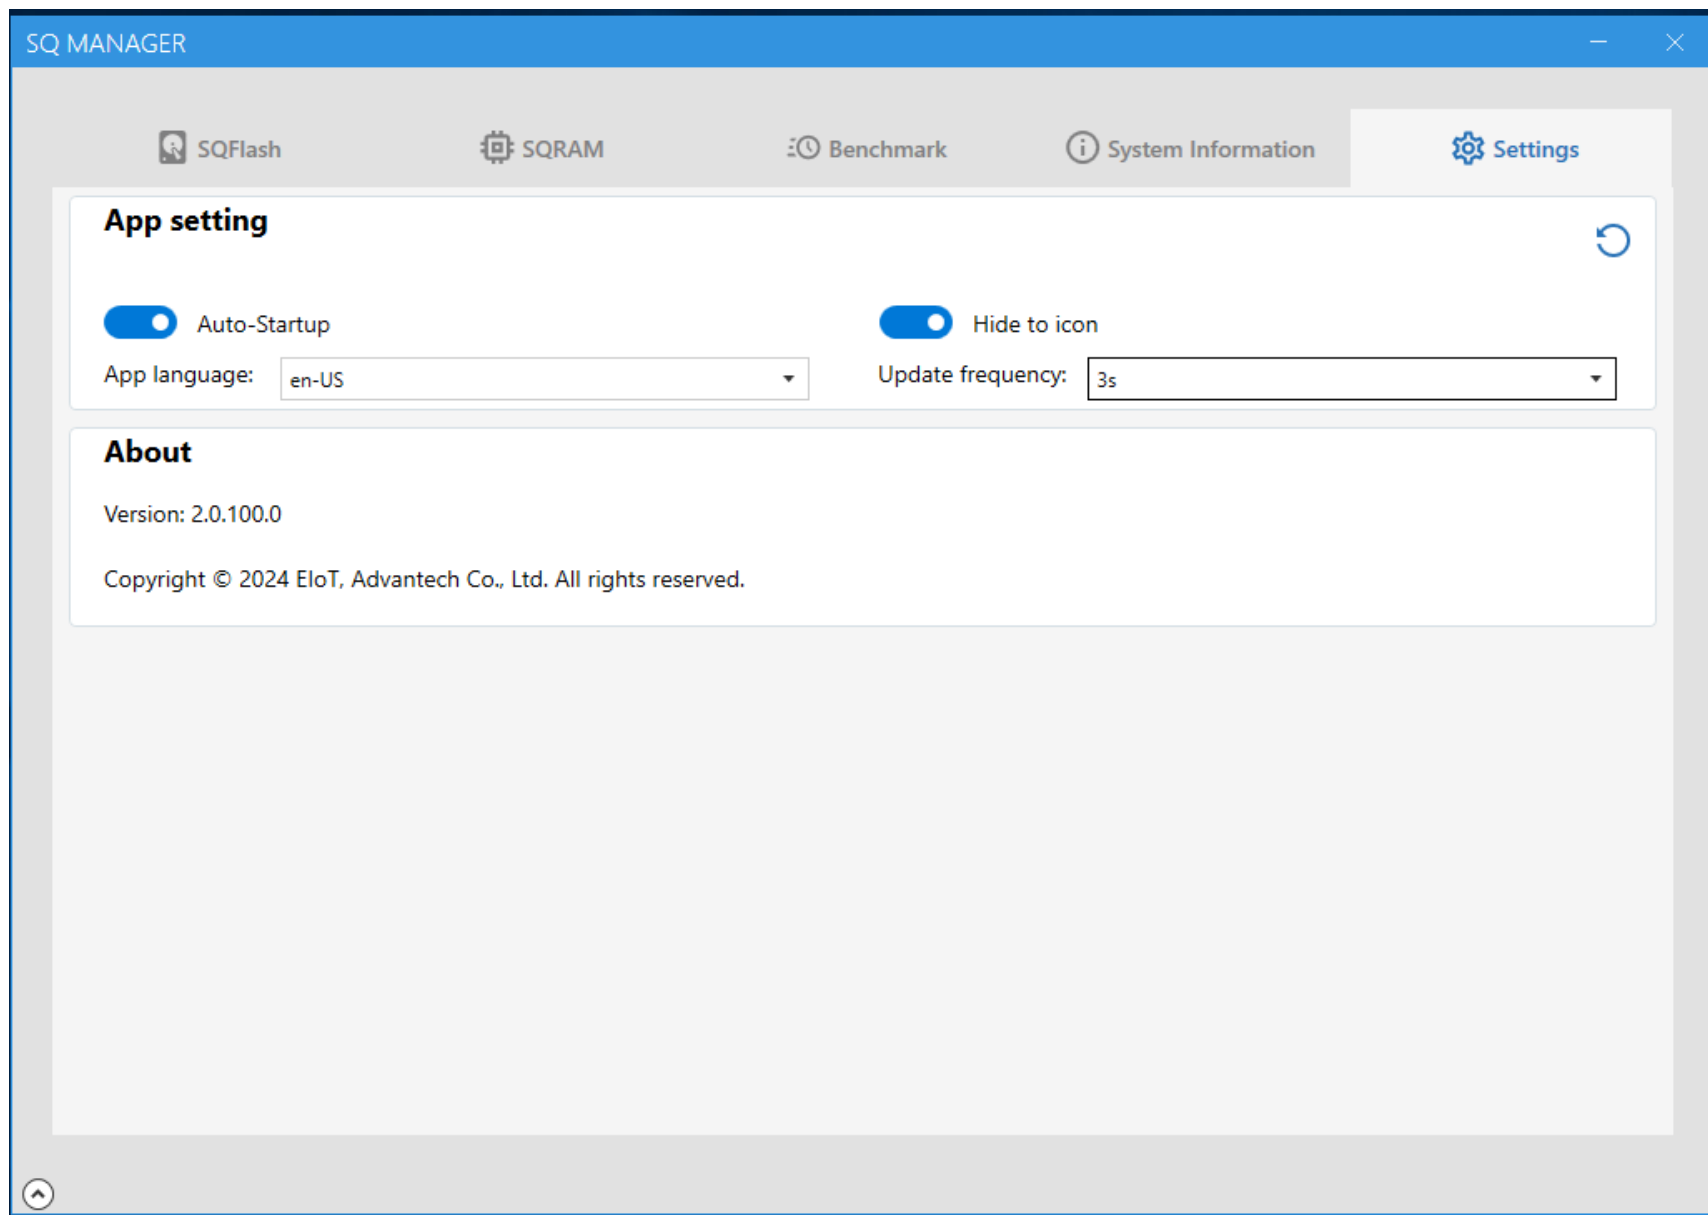 SQ MANAGER
SQFlash
SQRAM
Benchmark
System Information
Settings
App setting
Auto-Startup
Hide to icon
App language: en-US
Update frequency: 3s
About
Version: 2.0.100.0
Copyright © 2024 EIoT, Advantech Co., Ltd. All rights reserved.